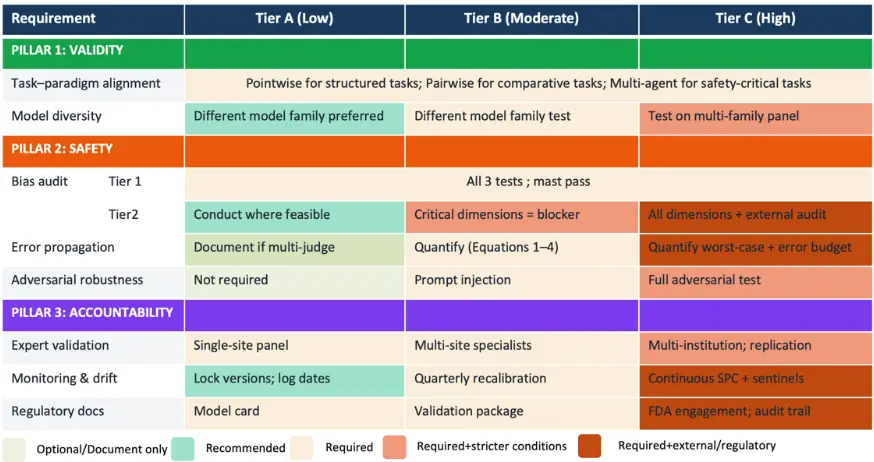 Requirement Tier A (Low) Tier B (Moderate) Tier C (High)
PILLAR 1: VALIDITY
Task–paradigm alignment Pointwise for structured tasks; Pairwise for comparative tasks; Multi-agent for safety-critical tasks
Model diversity Different model family preferred Different model family test Test on multi-family panel
PILLAR 2: SAFETY
Bias audit Tier 1 All 3 tests ; mast pass
Tier2 Conduct where feasible Critical dimensions = blocker All dimensions + external audit
Error propagation Document if multi-judge Quantify (Equations 1–4) Quantify worst-case + error budget
Adversarial robustness Not required Prompt injection Full adversarial test
PILLAR 3: ACCOUNTABILITY
Expert validation Single-site panel Multi-site specialists Multi-institution; replication
Monitoring & drift Lock versions; log dates Quarterly recalibration Continuous SPC + sentinels
Regulatory docs Model card Validation package FDA engagement; audit trail
Optional/Document only Recommended Required Required+stricter conditions Required+external/regulatory